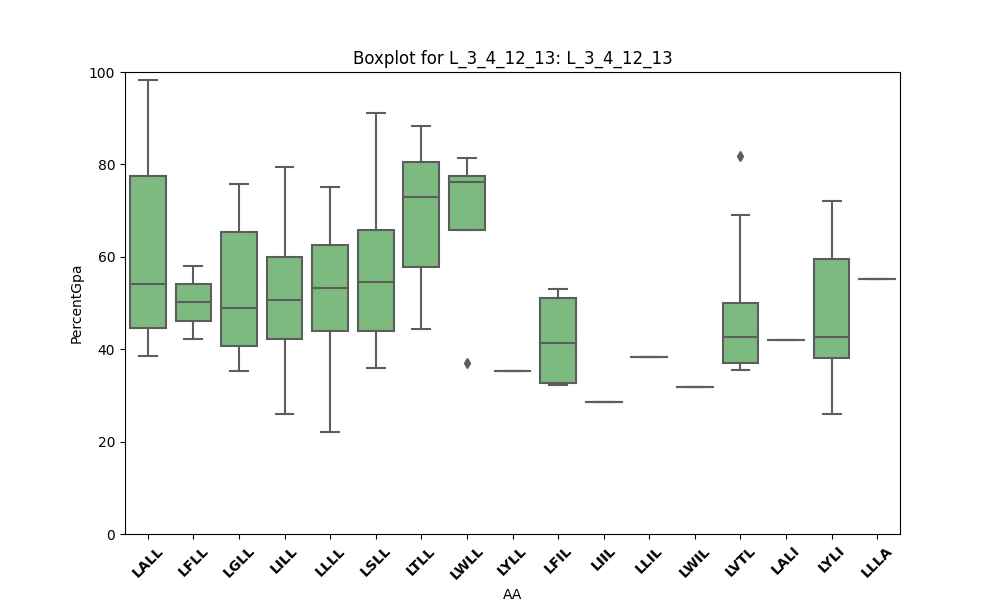 Boxplot for L_3_4_12_13: L_3_4_12_13
100
80
60
40
20
0
PercentGpa
LALL LFLL LGLL LILL LLLL LSLL LTLL LWLL LYLL LFIL LIIL LLIL LWIL LVTL LALI LYLI LLLA
AA